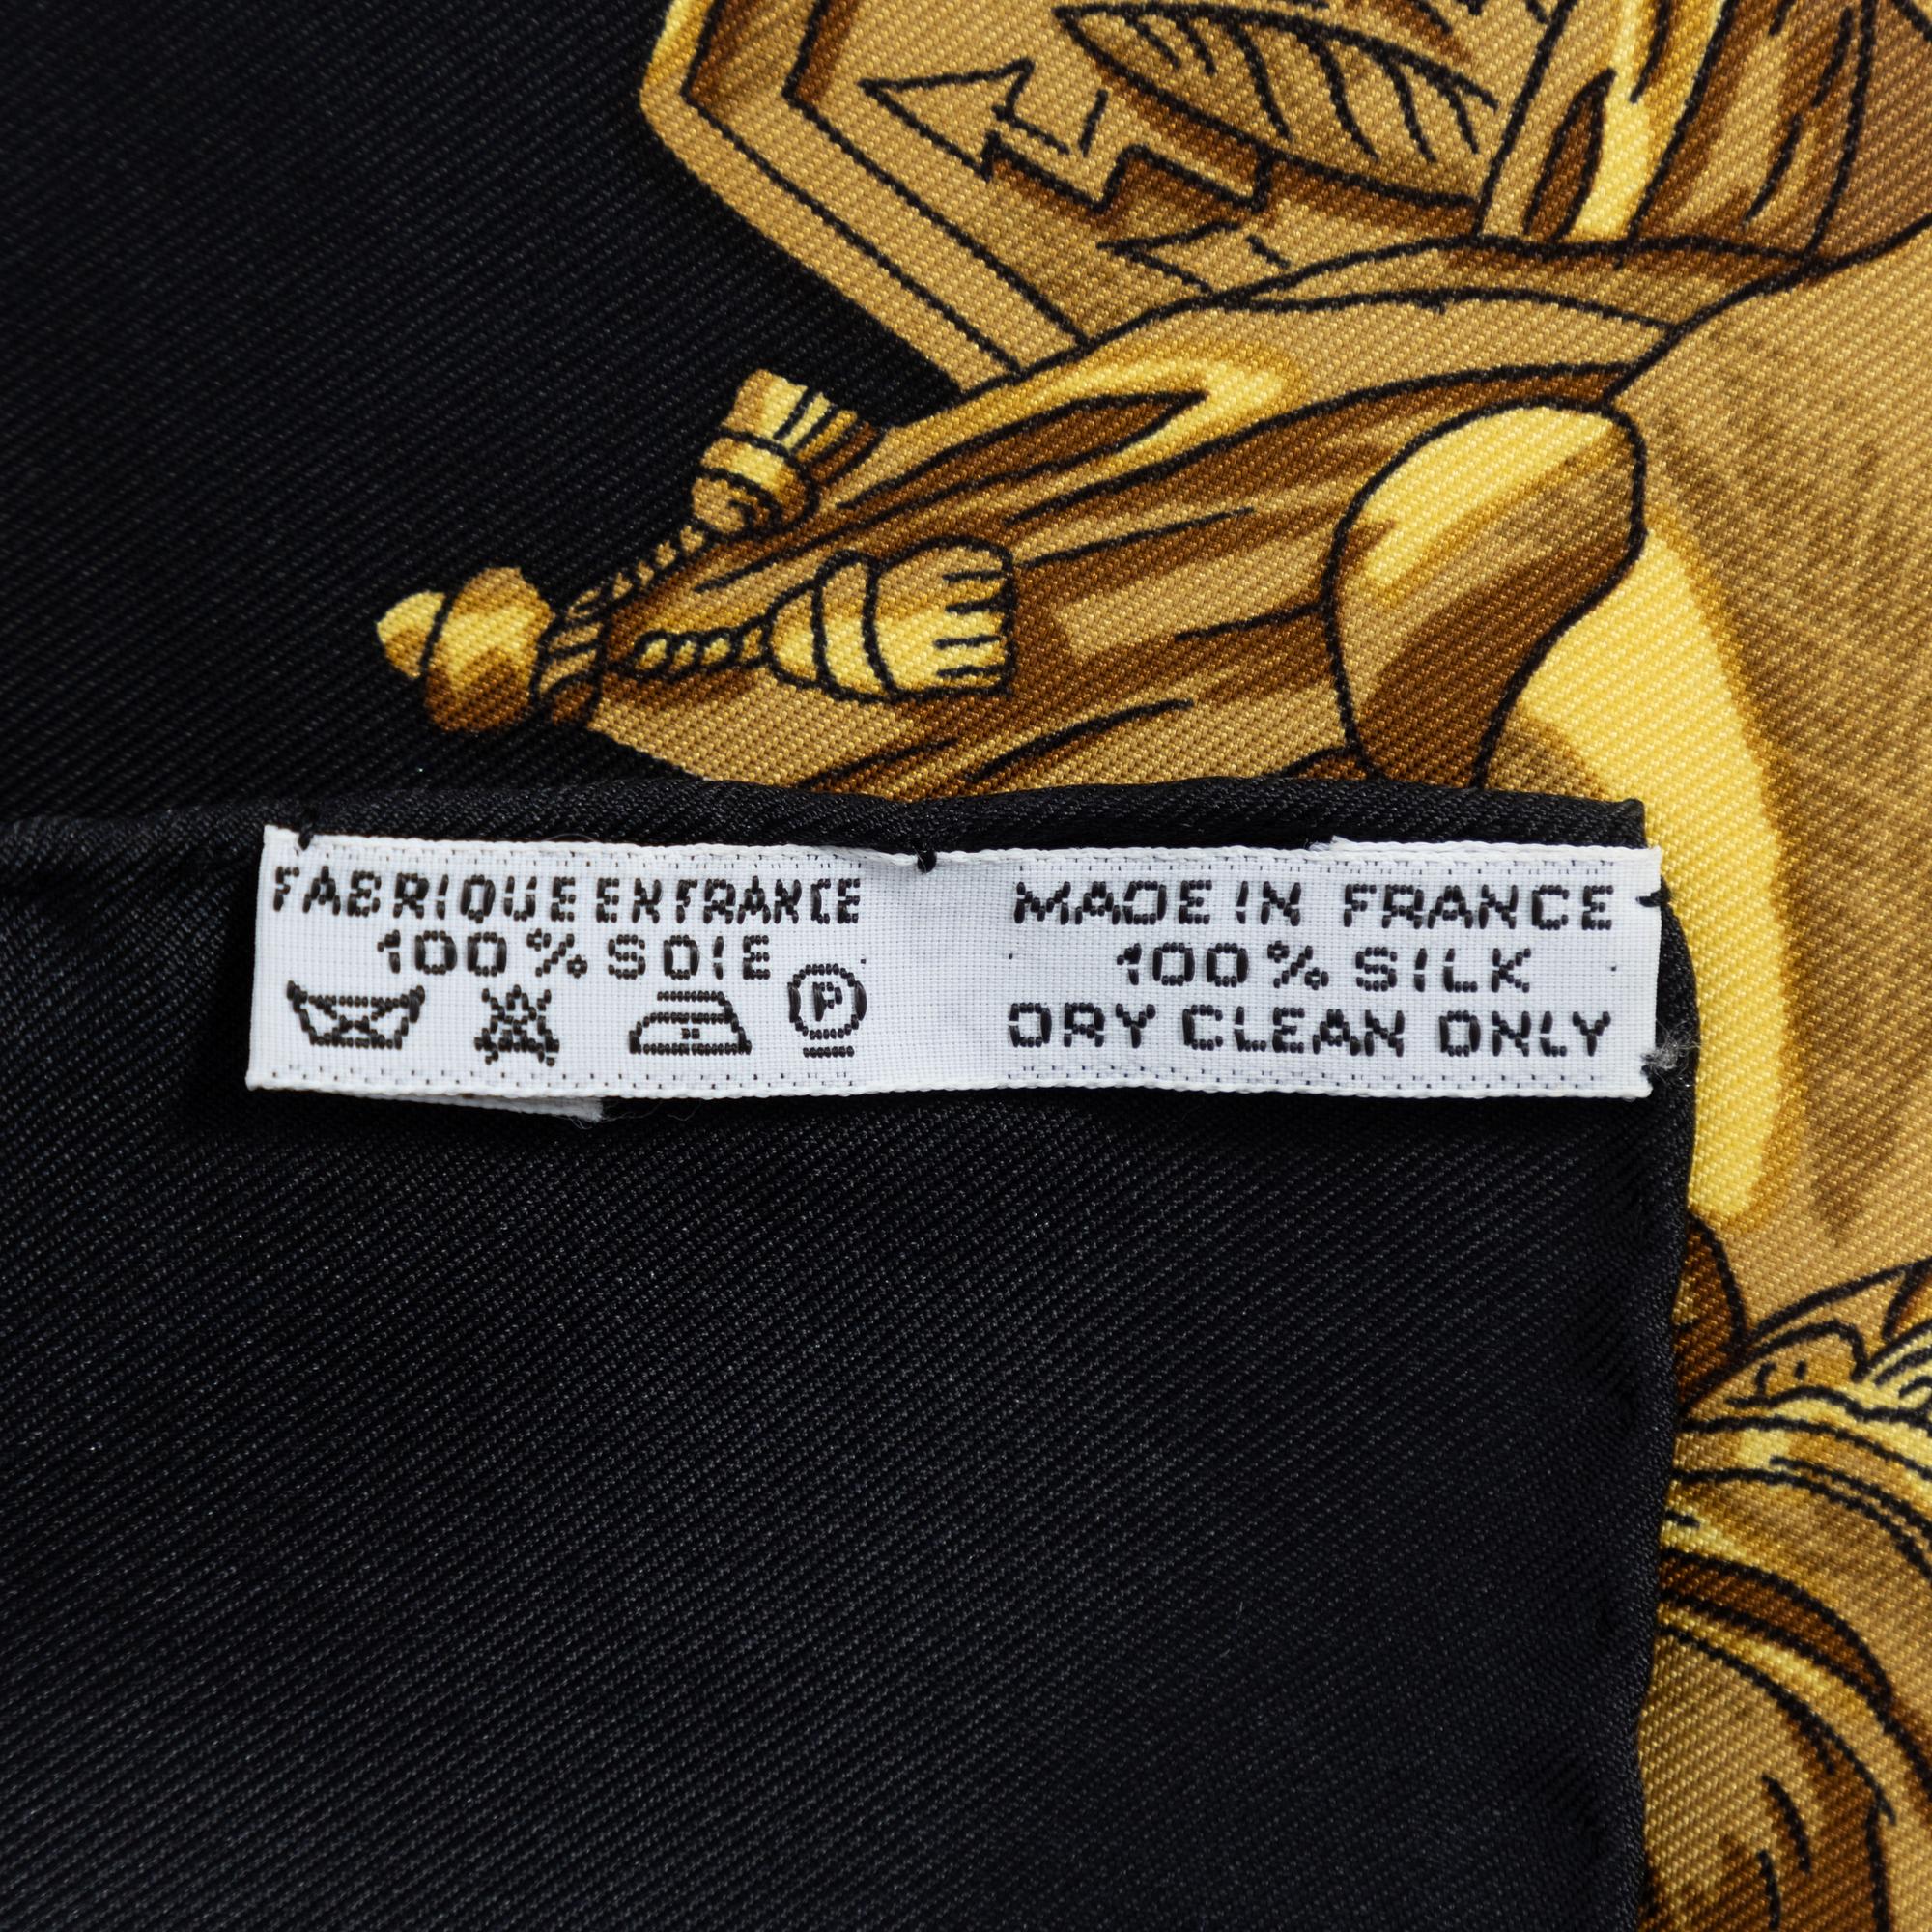 FABRIQUE EN FRANCE
100% SOIE
P
MADE IN FRANCE
100% SILK
DRY CLEAN ONLY